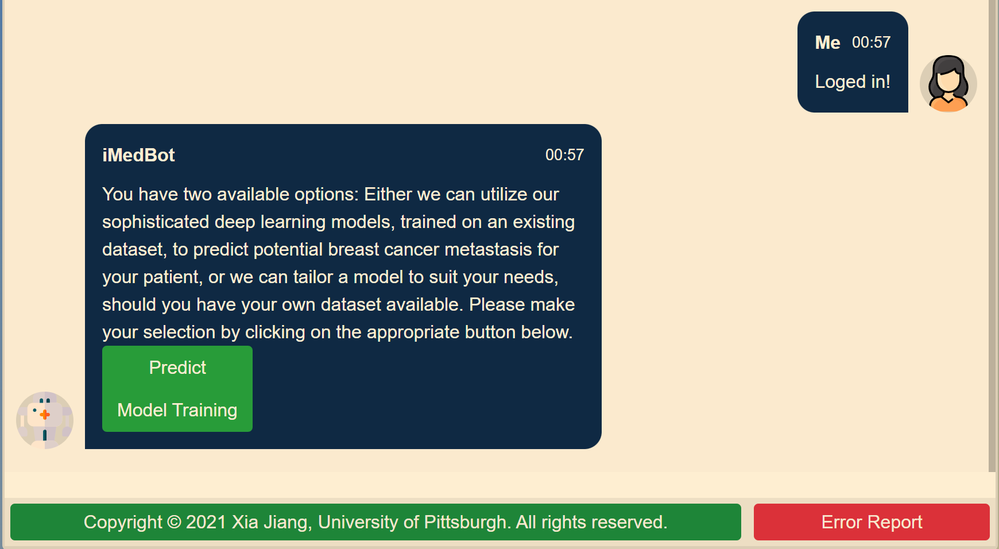 Me 00:57
Loged in!
iMedBot 00:57
You have two available options: Either we can utilize our
sophisticated deep learning models, trained on an existing
dataset, to predict potential breast cancer metastasis for
your patient, or we can tailor a model to suit your needs,
should you have your own dataset available. Please make
your selection by clicking on the appropriate button below.
Predict
Model Training
Copyright © 2021 Xia Jiang, University of Pittsburgh. All rights reserved.
Error Report